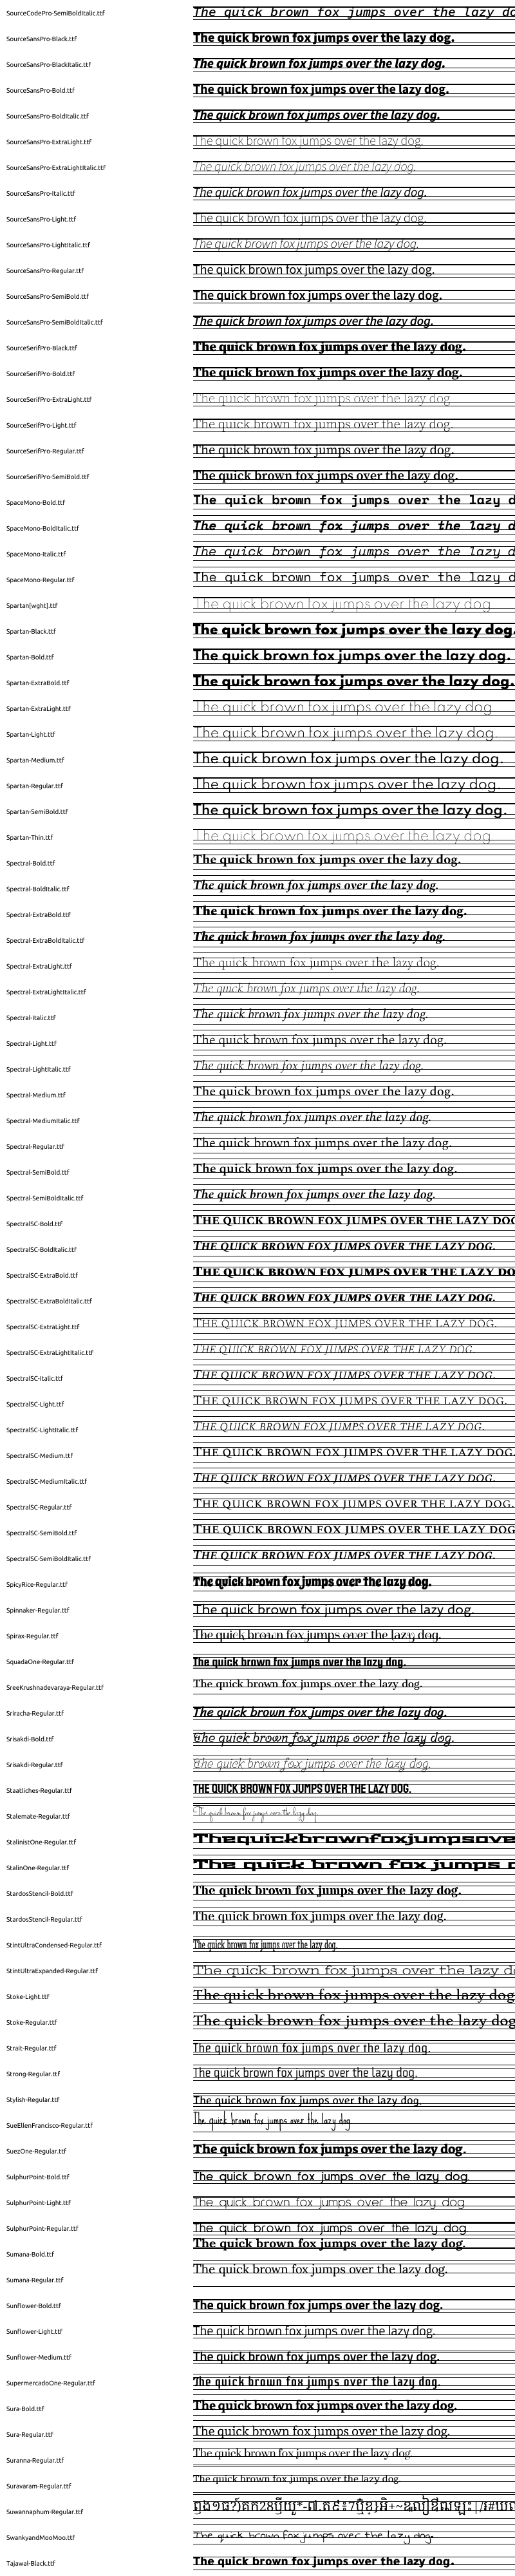 SourceCodePro-SemiBoldItalic.ttf The quick brown fox jumps over the lazy do
SourceSansPro-Black.ttf The quick brown fox jumps over the lazy dog.
SourceSansPro-BlackItalic.ttf The quick brown fox jumps over the lazy dog.
SourceSansPro-Bold.ttf The quick brown fox jumps over the lazy dog.
SourceSansPro-BoldItalic.ttf The quick brown fox jumps over the lazy dog.
SourceSansPro-ExtraLight.ttf The quick brown fox jumps over the lazy dog.
SourceSansPro-ExtraLightItalic.ttf The quick brown fox jumps over the lazy dog.
SourceSansPro-Italic.ttf The quick brown fox jumps over the lazy dog.
SourceSansPro-Light.ttf The quick brown fox jumps over the lazy dog.
SourceSansPro-LightItalic.ttf The quick brown fox jumps over the lazy dog.
SourceSansPro-Regular.ttf The quick brown fox jumps over the lazy dog.
SourceSansPro-SemiBold.ttf The quick brown fox jumps over the lazy dog.
SourceSansPro-SemiBoldItalic.ttf The quick brown fox jumps over the lazy dog.
SourceSerifPro-Black.ttf The quick brown fox jumps over the lazy dog.
SourceSerifPro-Bold.ttf The quick brown fox jumps over the lazy dog.
SourceSerifPro-ExtraLight.ttf The quick brown fox jumps over the lazy dog.
SourceSerifPro-Light.ttf The quick brown fox jumps over the lazy dog.
SourceSerifPro-Regular.ttf The quick brown fox jumps over the lazy dog.
SourceSerifPro-SemiBold.ttf The quick brown fox jumps over the lazy dog.
SpaceMono-Bold.ttf The quick brown fox jumps over the lazy d
SpaceMono-BoldItalic.ttf The quick brown fox jumps over the lazy d
SpaceMono-Italic.ttf The quick brown fox jumps over the lazy d
SpaceMono-Regular.ttf The quick brown fox jumps over the lazy d
Spartan[wght].ttf The quick brown fox jumps over the lazy dog.
Spartan-Black.ttf The quick brown fox jumps over the lazy dog.
Spartan-Bold.ttf The quick brown fox jumps over the lazy dog.
Spartan-ExtraBold.ttf The quick brown fox jumps over the lazy dog.
Spartan-ExtraLight.ttf The quick brown fox jumps over the lazy dog.
Spartan-Light.ttf The quick brown fox jumps over the lazy dog.
Spartan-Medium.ttf The quick brown fox jumps over the lazy dog.
Spartan-Regular.ttf The quick brown fox jumps over the lazy dog.
Spartan-SemiBold.ttf The quick brown fox jumps over the lazy dog.
Spartan-Thin.ttf The quick brown fox jumps over the lazy dog.
Spectral-Bold.ttf The quick brown fox jumps over the lazy dog.
Spectral-BoldItalic.ttf The quick brown fox jumps over the lazy dog.
Spectral-ExtraBold.ttf The quick brown fox jumps over the lazy dog.
Spectral-ExtraBoldItalic.ttf The quick brown fox jumps over the lazy dog.
Spectral-ExtraLight.ttf The quick brown fox jumps over the lazy dog.
Spectral-ExtraLightItalic.ttf The quick brown fox jumps over the lazy dog.
Spectral-Italic.ttf The quick brown fox jumps over the lazy dog.
Spectral-Light.ttf The quick brown fox jumps over the lazy dog.
Spectral-LightItalic.ttf The quick brown fox jumps over the lazy dog.
Spectral-Medium.ttf The quick brown fox jumps over the lazy dog.
Spectral-MediumItalic.ttf The quick brown fox jumps over the lazy dog.
Spectral-Regular.ttf The quick brown fox jumps over the lazy dog.
Spectral-SemiBold.ttf The quick brown fox jumps over the lazy dog.
Spectral-SemiBoldItalic.ttf The quick brown fox jumps over the lazy dog.
SpectralSC-Bold.ttf THE QUICK BROWN FOX JUMPS OVER THE LAZY DOG
SpectralSC-BoldItalic.ttf THE QUICK BROWN FOX JUMPS OVER THE LAZY DOG.
SpectralSC-ExtraBold.ttf THE QUICK BROWN FOX JUMPS OVER THE LAZY DO
SpectralSC-ExtraBoldItalic.ttf THE QUICK BROWN FOX JUMPS OVER THE LAZY DOG.
SpectralSC-ExtraLight.ttf THE QUICK BROWN FOX JUMPS OVER THE LAZY DOG.
SpectralSC-ExtraLightItalic.ttf THE QUICK BROWN FOX JUMPS OVER THE LAZY DOG.
SpectralSC-Italic.ttf THE QUICK BROWN FOX JUMPS OVER THE LAZY DOG.
SpectralSC-Light.ttf THE QUICK BROWN FOX JUMPS OVER THE LAZY DOG.
SpectralSC-LightItalic.ttf THE QUICK BROWN FOX JUMPS OVER THE LAZY DOG.
SpectralSC-Medium.ttf THE QUICK BROWN FOX JUMPS OVER THE LAZY DOG.
SpectralSC-MediumItalic.ttf THE QUICK BROWN FOX JUMPS OVER THE LAZY DOG.
SpectralSC-Regular.ttf THE QUICK BROWN FOX JUMPS OVER THE LAZY DOG.
SpectralSC-SemiBold.ttf THE QUICK BROWN FOX JUMPS OVER THE LAZY DOG
SpectralSC-SemiBoldItalic.ttf THE QUICK BROWN FOX JUMPS OVER THE LAZY DOG.
SpicyRice-Regular.ttf The quick brown fox jumps over the lazy dog.
Spinnaker-Regular.ttf The quick brown fox jumps over the lazy dog.
Spirax-Regular.ttf The quick brown fox jumps over the lazy dog.
SquadaOne-Regular.ttf The quick brown fox jumps over the lazy dog.
SreeKrushnadevaraya-Regular.ttf The quick brown fox jumps over the lazy dog.
Sriracha-Regular.ttf The quick brown fox jumps over the lazy dog.
Srisakdi-Bold.ttf The quick brown fox jumps over the lazy dog.
Srisakdi-Regular.ttf The quick brown fox jumps over the lazy dog.
Staatliches-Regular.ttf THE QUICK BROWN FOX JUMPS OVER THE LAZY DOG.
Stalemate-Regular.ttf The quick brown fox jumps over the lazy dog.
StalinistOne-Regular.ttf Thequickbrownfoxjumpsove
StalinOne-Regular.ttf The quick brown fox jumps o
StardosStencil-Bold.ttf The quick brown fox jumps over the lazy dog.
StardosStencil-Regular.ttf The quick brown fox jumps over the lazy dog.
StintUltraCondensed-Regular.ttf The quick brown fox jumps over the lazy dog.
StintUltraExpanded-Regular.ttf The quick brown fox jumps over the lazy do
Stoke-Light.ttf The quick brown fox jumps over the lazy dog
Stoke-Regular.ttf The quick brown fox jumps over the lazy dog
Strait-Regular.ttf The quick brown fox jumps over the lazy dog.
Strong-Regular.ttf The quick brown fox jumps over the lazy dog.
Stylish-Regular.ttf The quick brown fox jumps over the lazy dog.
SueEllenFrancisco-Regular.ttf The quick brown fox jumps over the lazy dog
SuezOne-Regular.ttf The quick brown fox jumps over the lazy dog.
SulphurPoint-Bold.ttf The quick brown fox jumps over the lazy dog.
SulphurPoint-Light.ttf The quick brown fox jumps over the lazy dog.
SulphurPoint-Regular.ttf The quick brown fox jumps over the lazy dog.
Sumana-Bold.ttf The quick brown fox jumps over the lazy dog.
Sumana-Regular.ttf The quick brown fox jumps over the lazy dog.
Sunflower-Bold.ttf The quick brown fox jumps over the lazy dog.
Sunflower-Light.ttf The quick brown fox jumps over the lazy dog.
Sunflower-Medium.ttf The quick brown fox jumps over the lazy dog.
SupermercadoOne-Regular.ttf The quick brown fox jumps over the lazy dog.
Sura-Bold.ttf The quick brown fox jumps over the lazy dog.
Sura-Regular.ttf The quick brown fox jumps over the lazy dog.
Suranna-Regular.ttf The quick brown fox jumps over the lazy dog.
Suravaram-Regular.ttf The quick brown fox jumps over the lazy dog.
Suwannaphum-Regular.ttf
SwankyandMooMoo.ttf The quick brown fox jumps over the lazy dog.
Tajawal-Black.ttf The quick brown fox jumps over the lazy dog.